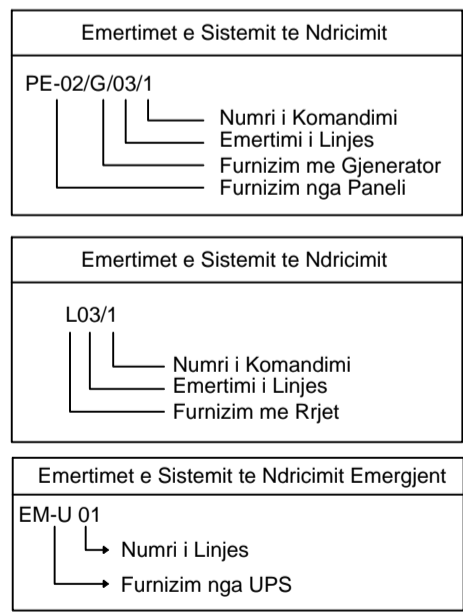 Emertimet e Sistemit te Ndricimit
PE-02/G/03/1
Numri i Komandimi
Emertimi i Linjes
Furnizim me Gjenerator
Furnizim nga Paneli
Emertimet e Sistemit te Ndricimit
L03/1
Numri i Komandimi
Emertimi i Linjes
Furnizim me Rrjet
Emertimet e Sistemit te Ndricimit Emergjent
EM-U 01
Numri i Linjes
Furnizim nga UPS